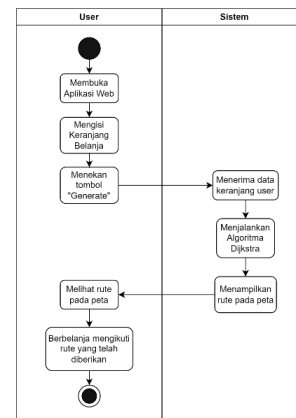 User
Sistem
Membuka
Aplikasi Web
Mengisi
Keranjang
Belanja
Menekan
tombol
"Generate"
Menerima data
keranjang user
Menjalankan
Algoritma
Dijkstra
Menampilkan
rute pada peta
Melihat rute
pada peta
Berbelanja mengikuti
rute yang telah
diberikan